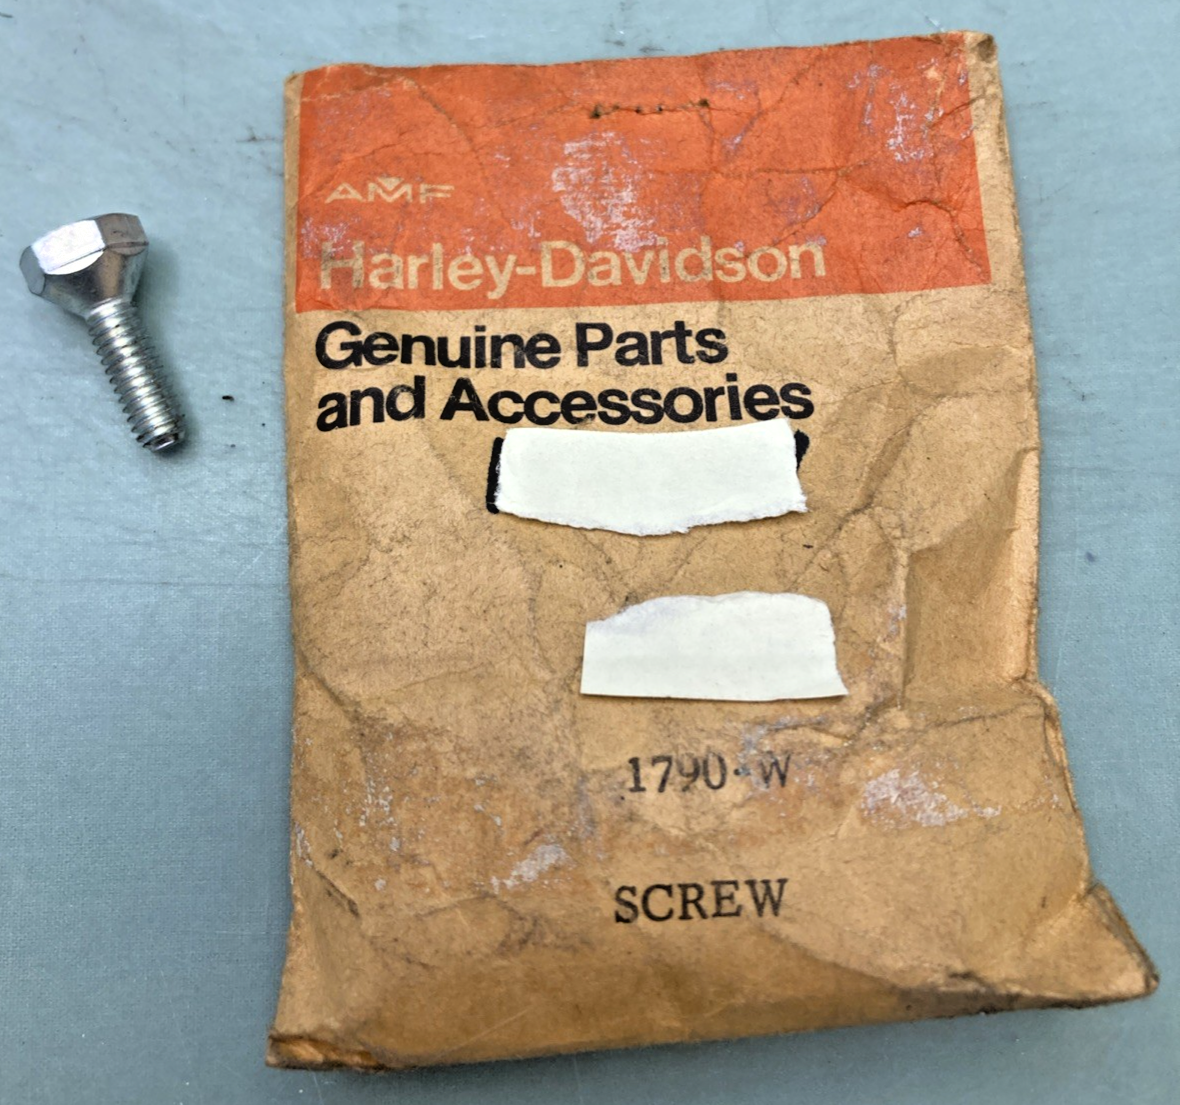 AMF
Harley-Davidson
Genuine Parts
and Accessories
1790-W
SCREW